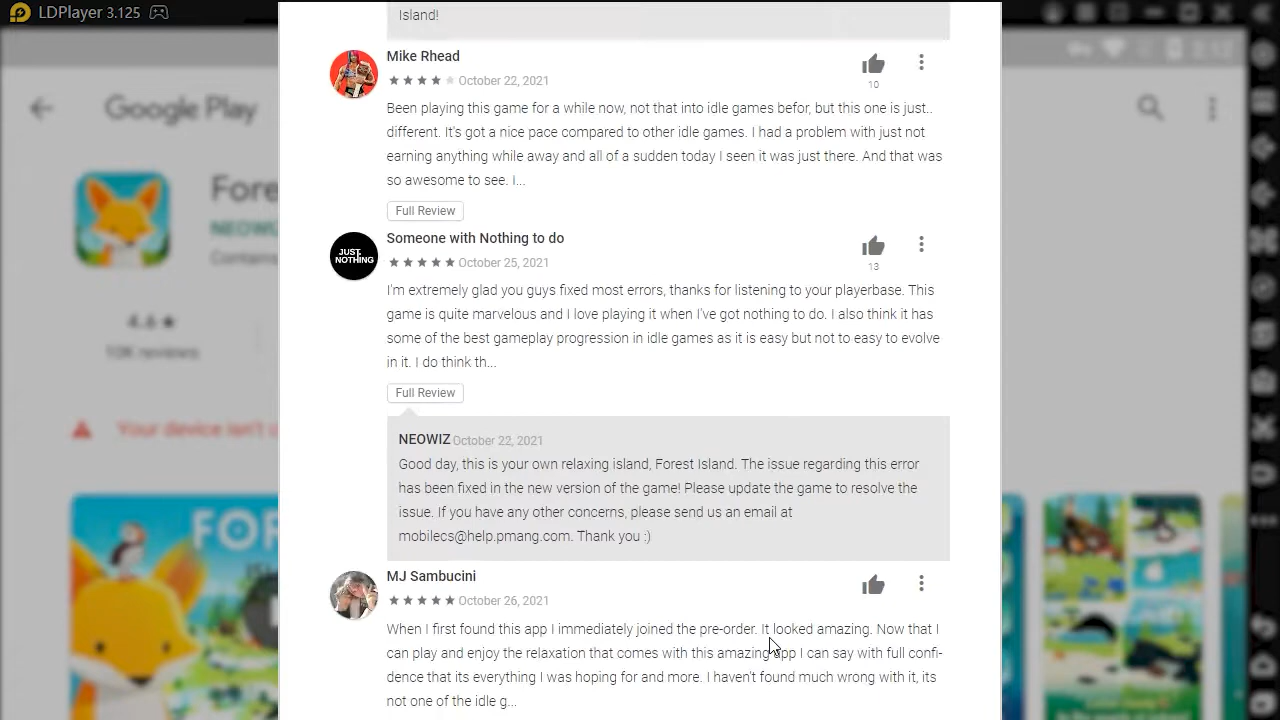 LDPlayer 3.125
Island!
Mike Rhead
October 22, 2021
10
Been playing this game for a while now, not that into idle games befor, but this one is just..
different. It's got a nice pace compared to other idle games. I had a problem with just not
earning anything while away and all of a sudden today I seen it was just there. And that was
so awesome to see. I...
Full Review
Google Play
3:12
Fore
NEOWIZ
Contains
4.6★
10K reviews
Your device isn't c
FOR
JUST.
NOTHING
Someone with Nothing to do
October 25, 2021
13
I'm extremely glad you guys fixed most errors, thanks for listening to your playerbase. This
game is quite marvelous and I love playing it when I've got nothing to do. I also think it has
some of the best gameplay progression in idle games as it is easy but not to easy to evolve
in it. I do think th...
Full Review
NEOWIZ October 22, 2021
Good day, this is your own relaxing island, Forest Island. The issue regarding this error
has been fixed in the new version of the game! Please update the game to resolve the
issue. If you have any other concerns, please send us an email at
mobilecs@help.pmang.com. Thank you :)
MJ Sambucini
October 26, 2021
When I first found this app I immediately joined the pre-order. It looked amazing. Now that I
can play and enjoy the relaxation that comes with this amazing app I can say with full confi-
dence that its everything I was hoping for and more. I haven't found much wrong with it, its
not one of the idle g...